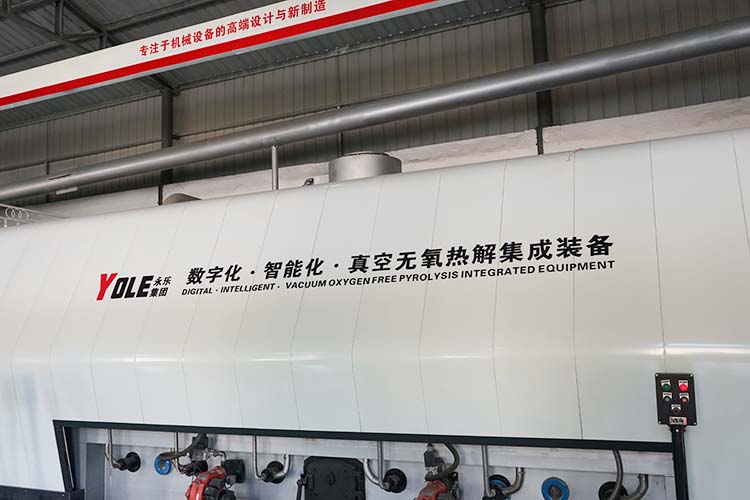 专注于机械设备的高端设计与新制造
YOLE 永乐集团
数字化·智能化·真空无氧热解集成装备
DIGITAL · INTELLIGENT · VACUUM OXYGEN FREE PYROLYSIS INTEGRATED EQUIPMENT